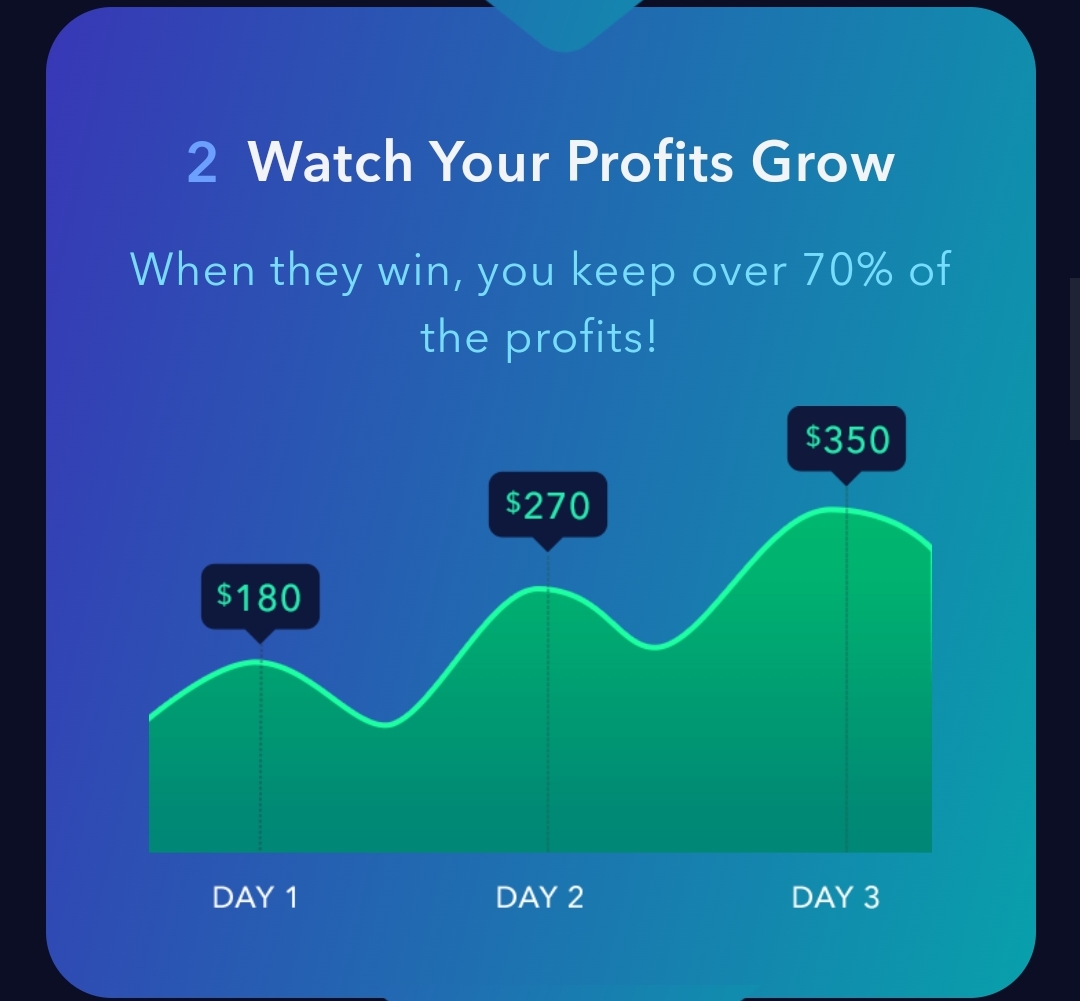 2 Watch Your Profits Grow
When they win, you keep over 70% of
the profits!
$350
$270
$180
DAY 1 DAY 2 DAY 3